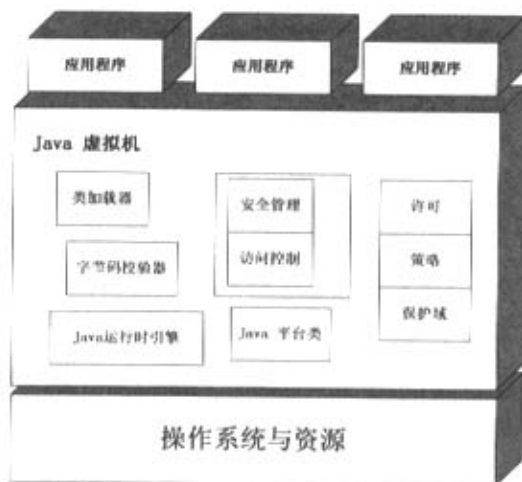 应用程序
应用程序
应用程序
Java 虚拟机
类加载器
安全管理
许可
字节码校验器
访问控制
策略
Java运行时引擎
Java 平台类
保护域
操作系统与资源